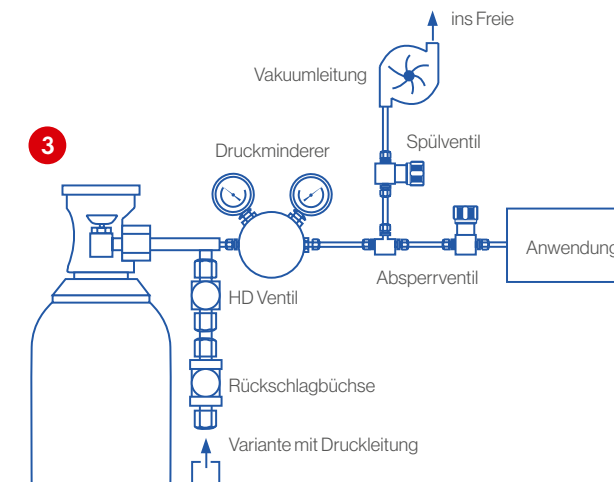 ins Freie
Vakuumleitung
3
Spülventil
Druckminderer
Anwendung
Absperrventil
HD Ventil
Rückschlagbüchse
Variante mit Druckleitung